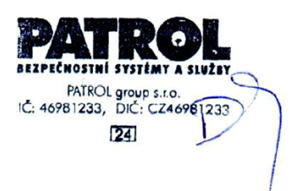 PATROL
BEZPEČNOSTNÍ SYSTÉMY A SLUŽBY
PATROL group s.r.o.
IČ: 46981233, DIČ: CZ46981233
24